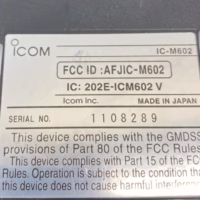 ICOM IC-M602
FCC ID : AFJIC-M602
IC: 202E-ICM602 V
Icom Inc. MADE IN JAPAN
SERIAL NO. 1108289
This device complies with the GMDSS
provisions of Part 80 of the FCC Rules
This device complies with Part 15 of the FCC
Rules. Operation is subject to the condition that
this device does not cause harmful interference